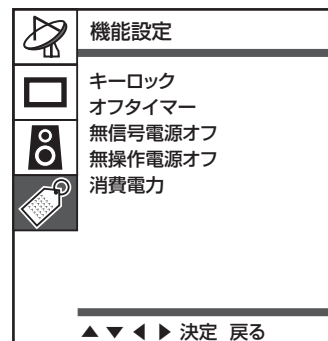 機能設定
キーロック
オフタイマー
無信号電源オフ
無操作電源オフ
消費電力
▲ ▼ ◀ ▶ 決定 戻る